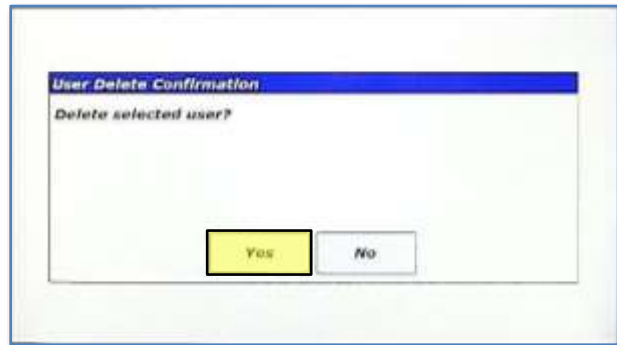 User Delete Confirmation
Delete selected user?
Yes No